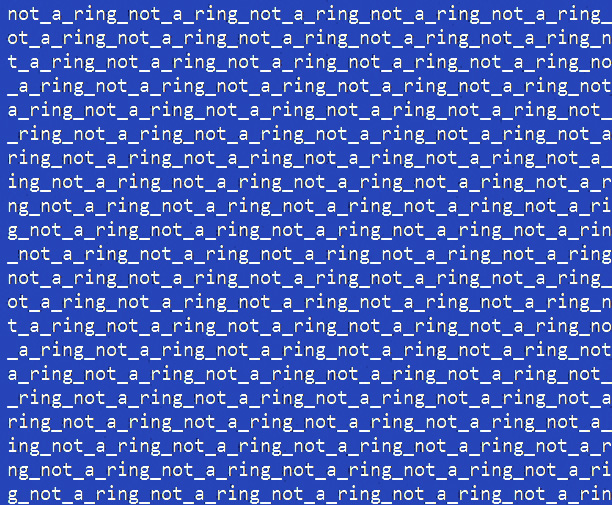 not_a_ring_not_a_ring_not_a_ring_not_a_ring_not_a_ring_
ot_a_ring_not_a_ring_not_a_ring_not_a_ring_not_a_ring_n
t_a_ring_not_a_ring_not_a_ring_not_a_ring_not_a_ring_no
_a_ring_not_a_ring_not_a_ring_not_a_ring_not_a_ring_not
a_ring_not_a_ring_not_a_ring_not_a_ring_not_a_ring_not_
_ring_not_a_ring_not_a_ring_not_a_ring_not_a_ring_not_a
ring_not_a_ring_not_a_ring_not_a_ring_not_a_ring_not_a_
ing_not_a_ring_not_a_ring_not_a_ring_not_a_ring_not_a_r
ng_not_a_ring_not_a_ring_not_a_ring_not_a_ring_not_a_ri
g_not_a_ring_not_a_ring_not_a_ring_not_a_ring_not_a_rin
_not_a_ring_not_a_ring_not_a_ring_not_a_ring_not_a_ring
not_a_ring_not_a_ring_not_a_ring_not_a_ring_not_a_ring_
ot_a_ring_not_a_ring_not_a_ring_not_a_ring_not_a_ring_n
t_a_ring_not_a_ring_not_a_ring_not_a_ring_not_a_ring_no
_a_ring_not_a_ring_not_a_ring_not_a_ring_not_a_ring_not
a_ring_not_a_ring_not_a_ring_not_a_ring_not_a_ring_not_
_ring_not_a_ring_not_a_ring_not_a_ring_not_a_ring_not_a
ring_not_a_ring_not_a_ring_not_a_ring_not_a_ring_not_a_
ing_not_a_ring_not_a_ring_not_a_ring_not_a_ring_not_a_r
ng_not_a_ring_not_a_ring_not_a_ring_not_a_ring_not_a_ri
g_not_a_ring_not_a_ring_not_a_ring_not_a_ring_not_a_rin